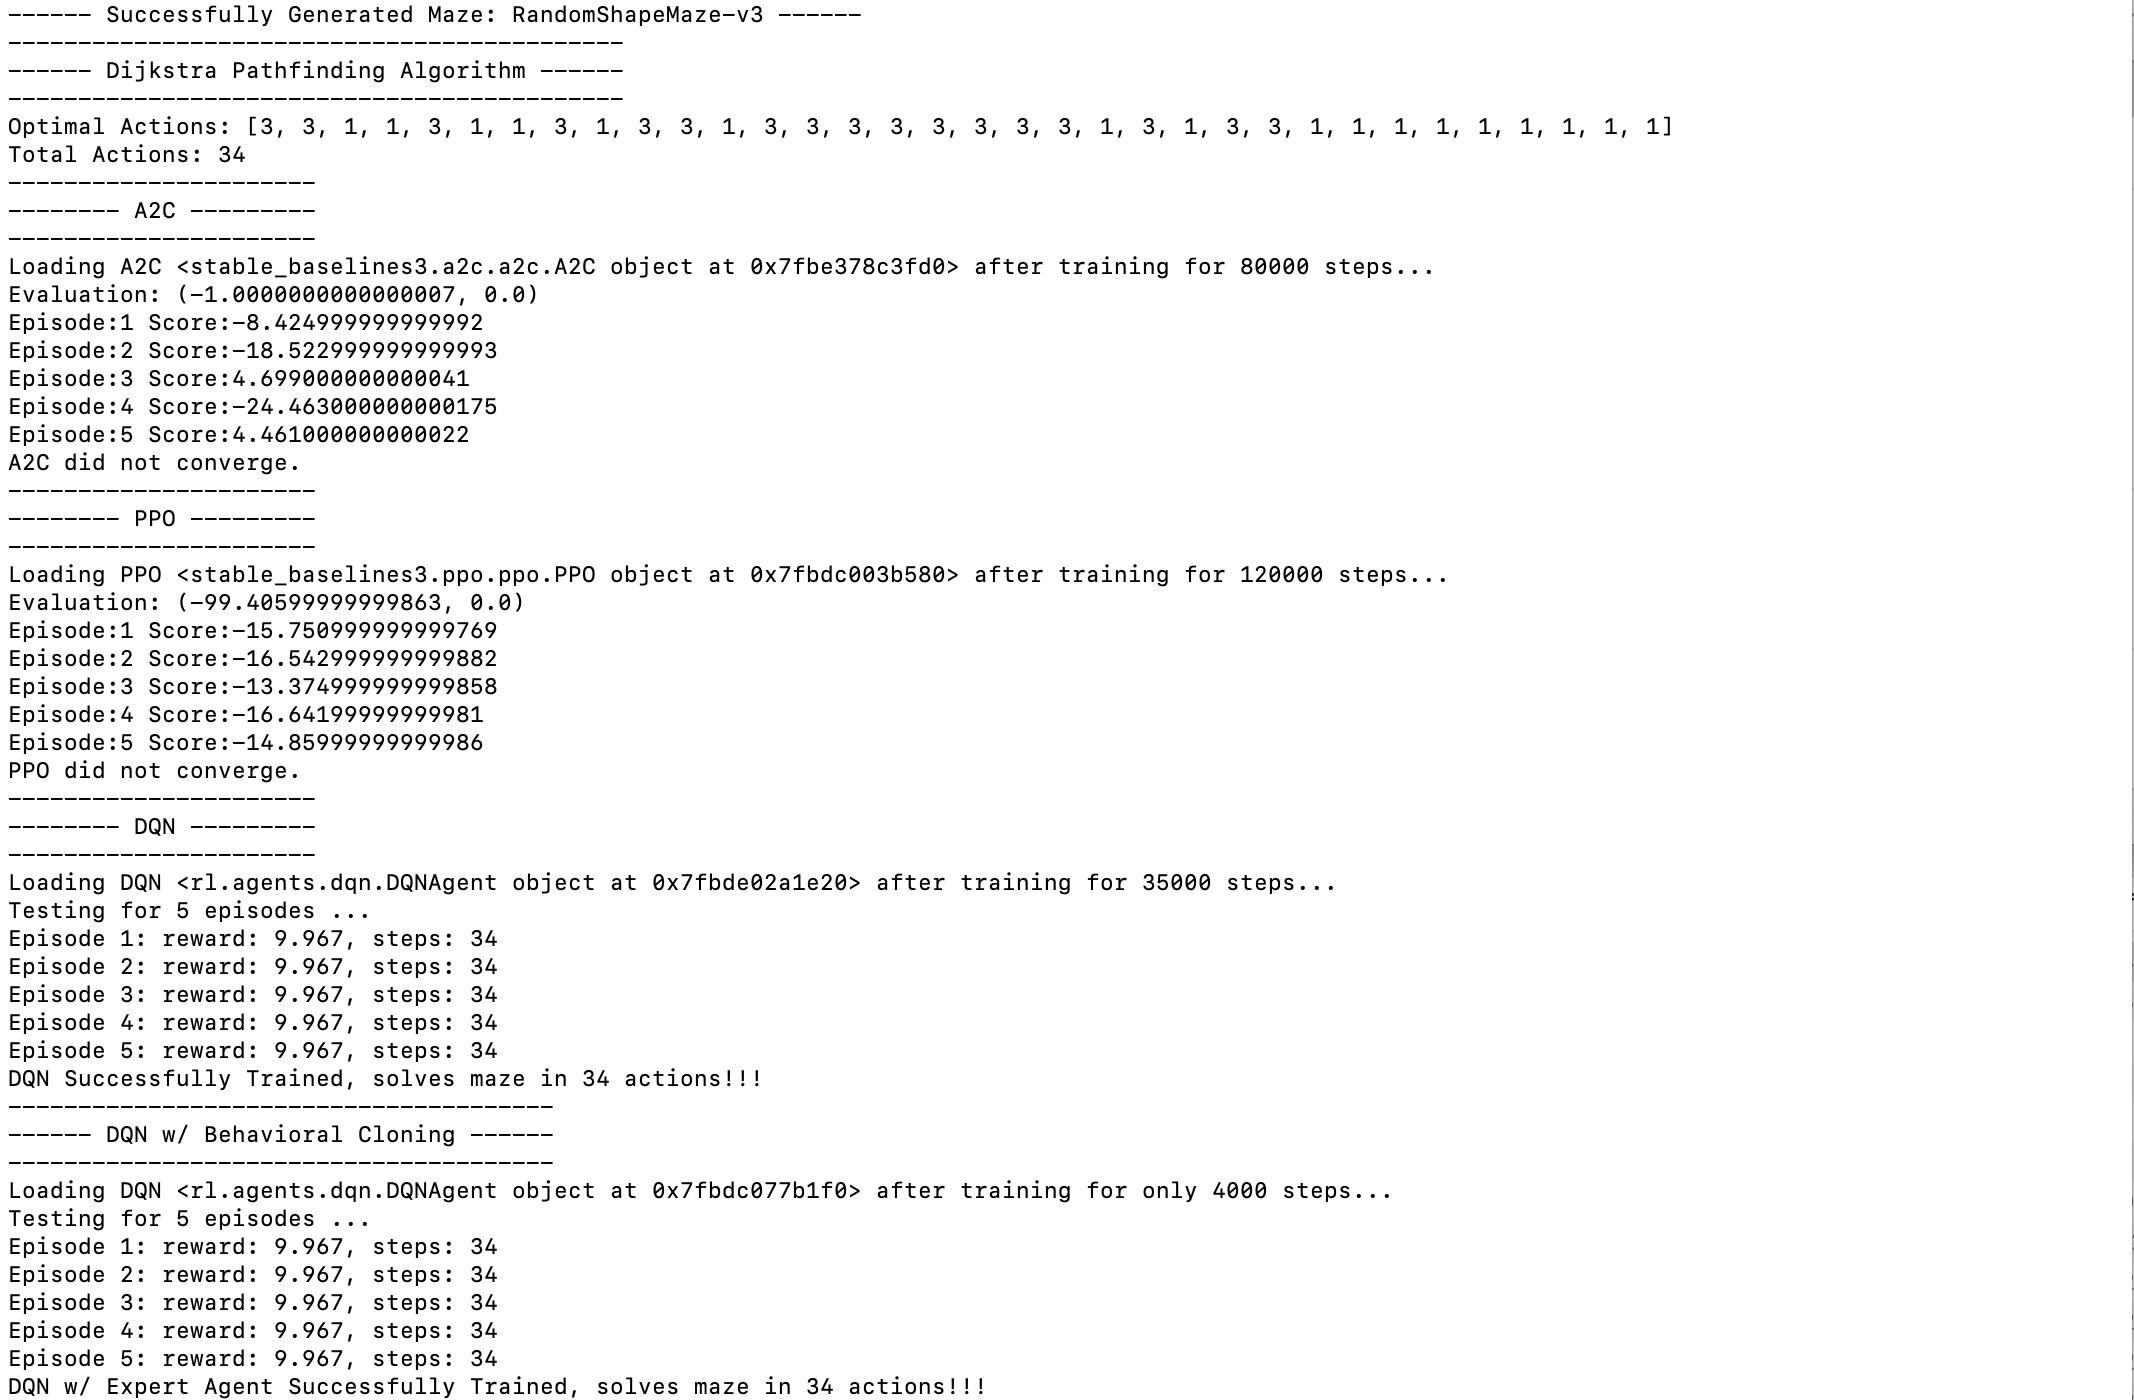 ------ Successfully Generated Maze: RandomShapeMaze-v3 ------
--------------------------------------------
------ Dijkstra Pathfinding Algorithm ------
--------------------------------------------
Optimal Actions: [3, 3, 1, 1, 3, 1, 1, 3, 1, 3, 3, 1, 3, 3, 3, 3, 3, 3, 3, 3, 1, 3, 1, 3, 3, 1, 1, 1, 1, 1, 1, 1, 1, 1]
Total Actions: 34
----------------------
-------- A2C ---------
----------------------
Loading A2C <stable_baselines3.a2c.a2c.A2C object at 0x7fbe378c3fd0> after training for 80000 steps...
Evaluation: (-1.0000000000000007, 0.0)
Episode:1 Score:-8.424999999999992
Episode:2 Score:-18.522999999999993
Episode:3 Score:4.699000000000041
Episode:4 Score:-24.463000000000175
Episode:5 Score:4.461000000000022
A2C did not converge.
----------------------
-------- PPO ---------
----------------------
Loading PPO <stable_baselines3.ppo.ppo.PPO object at 0x7fbdc003b580> after training for 120000 steps...
Evaluation: (-99.40599999999863, 0.0)
Episode:1 Score:-15.750999999999769
Episode:2 Score:-16.542999999999882
Episode:3 Score:-13.374999999999858
Episode:4 Score:-16.64199999999981
Episode:5 Score:-14.85999999999986
PPO did not converge.
----------------------
-------- DQN ---------
----------------------
Loading DQN <rl.agents.dqn.DQNAgent object at 0x7fbde02a1e20> after training for 35000 steps...
Testing for 5 episodes ...
Episode 1: reward: 9.967, steps: 34
Episode 2: reward: 9.967, steps: 34
Episode 3: reward: 9.967, steps: 34
Episode 4: reward: 9.967, steps: 34
Episode 5: reward: 9.967, steps: 34
DQN Successfully Trained, solves maze in 34 actions!!!
---------------------------------------
------ DQN w/ Behavioral Cloning ------
---------------------------------------
Loading DQN <rl.agents.dqn.DQNAgent object at 0x7fbdc077b1f0> after training for only 4000 steps...
Testing for 5 episodes ...
Episode 1: reward: 9.967, steps: 34
Episode 2: reward: 9.967, steps: 34
Episode 3: reward: 9.967, steps: 34
Episode 4: reward: 9.967, steps: 34
Episode 5: reward: 9.967, steps: 34
DQN w/ Expert Agent Successfully Trained, solves maze in 34 actions!!!